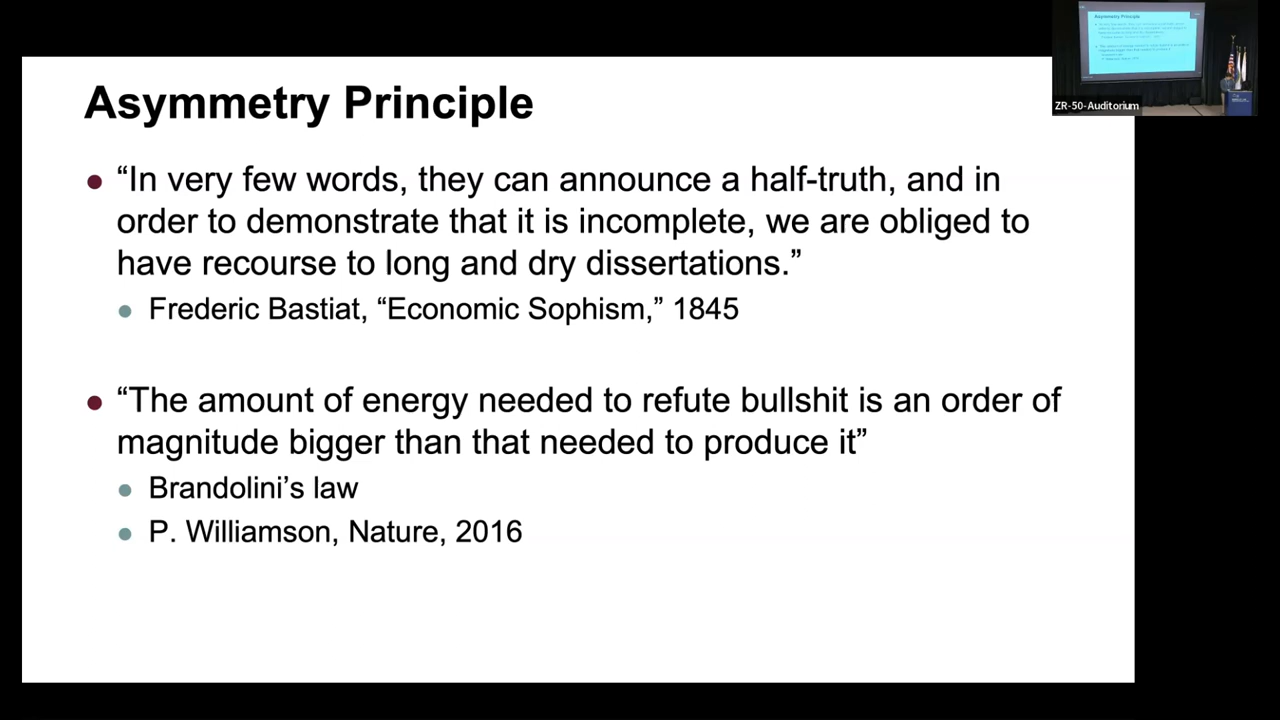 Asymmetry Principle
“In very few words, they can announce a half-truth, and in
order to demonstrate that it is incomplete, we are obliged to
have recourse to long and dry dissertations.”
Frederic Bastiat, “Economic Sophism,” 1845
“The amount of energy needed to refute bullshit is an order of
magnitude bigger than that needed to produce it”
Brandolini’s law
P. Williamson, Nature, 2016
Asymmetry Principle
ZR-50-Auditorium